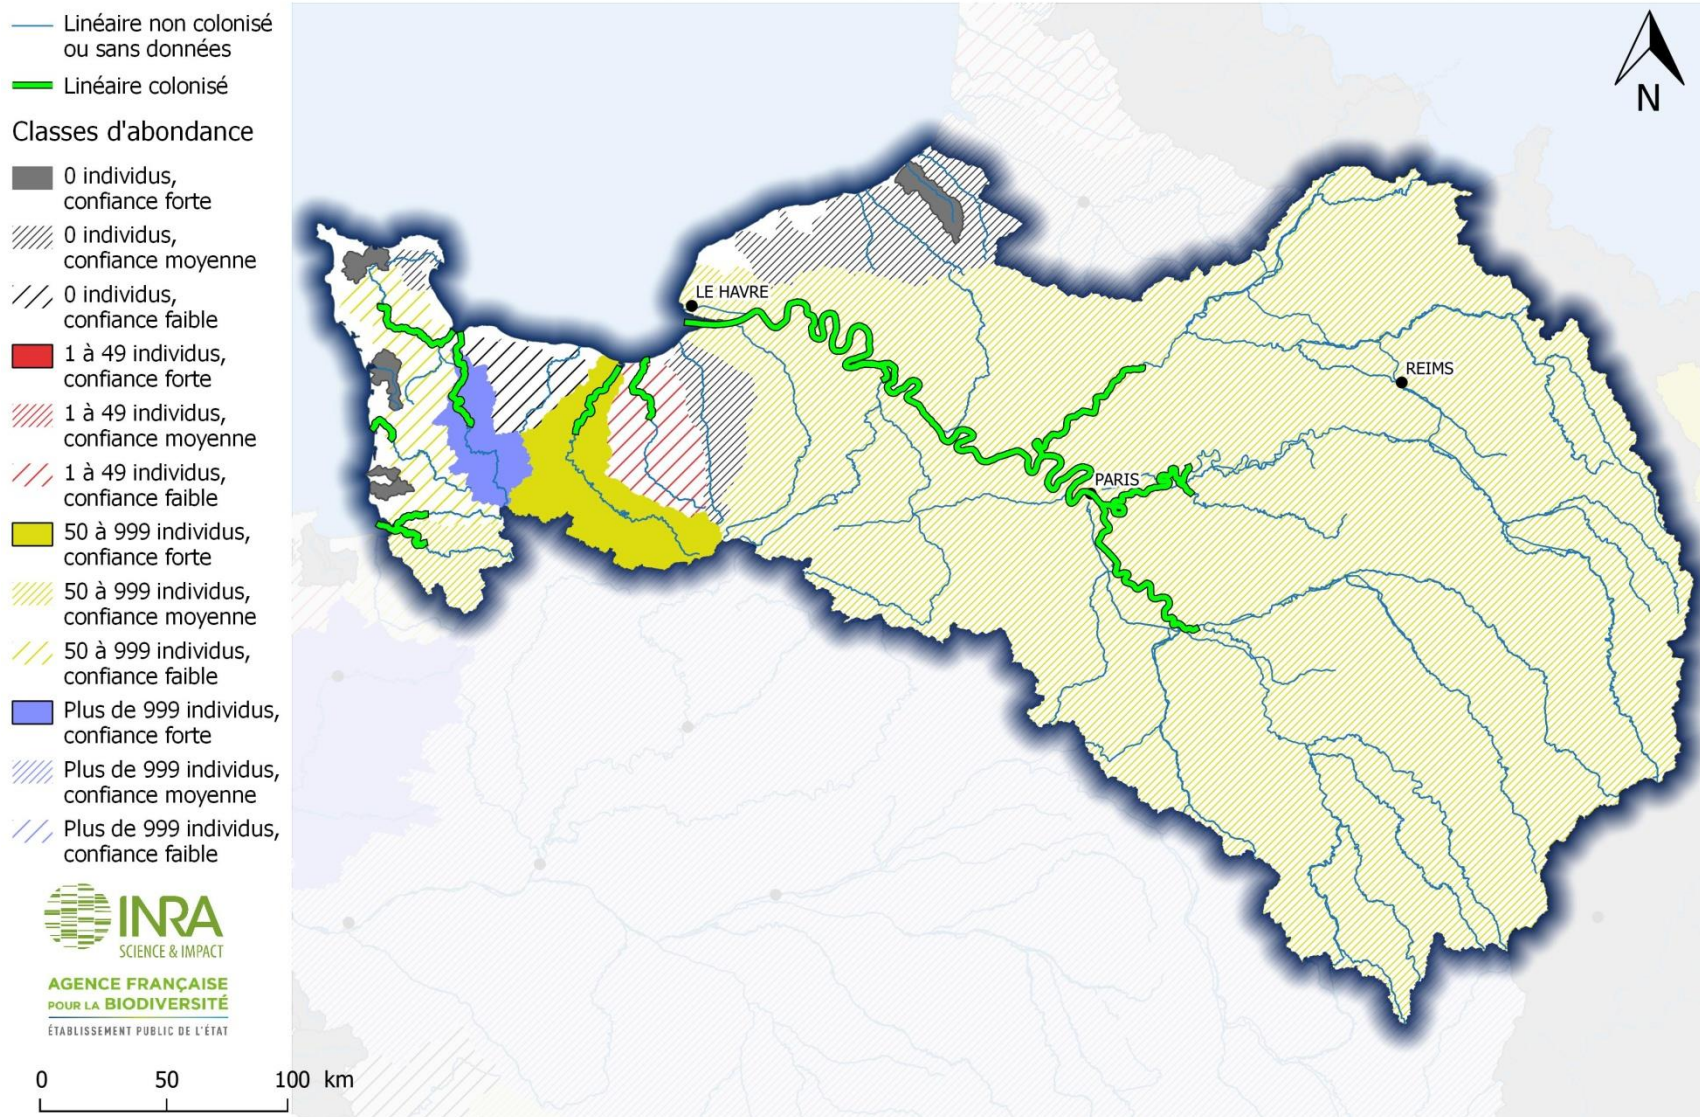 Linéaire non colonisé
ou sans données
Linéaire colonisé
Classes d'abondance
0 individus,
confiance forte
0 individus,
confiance moyenne
0 individus,
confiance faible
1 à 49 individus,
confiance forte
1 à 49 individus,
confiance moyenne
1 à 49 individus,
confiance faible
50 à 999 individus,
confiance forte
50 à 999 individus,
confiance moyenne
50 à 999 individus,
confiance faible
Plus de 999 individus,
confiance forte
Plus de 999 individus,
confiance moyenne
Plus de 999 individus,
confiance faible
INRA
SCIENCE & IMPACT
AGENCE FRANÇAISE
POUR LA BIODIVERSITÉ
ÉTABLISSEMENT PUBLIC DE L'ÉTAT
0 50 100 km
N
LE HAVRE
REIMS
PARIS